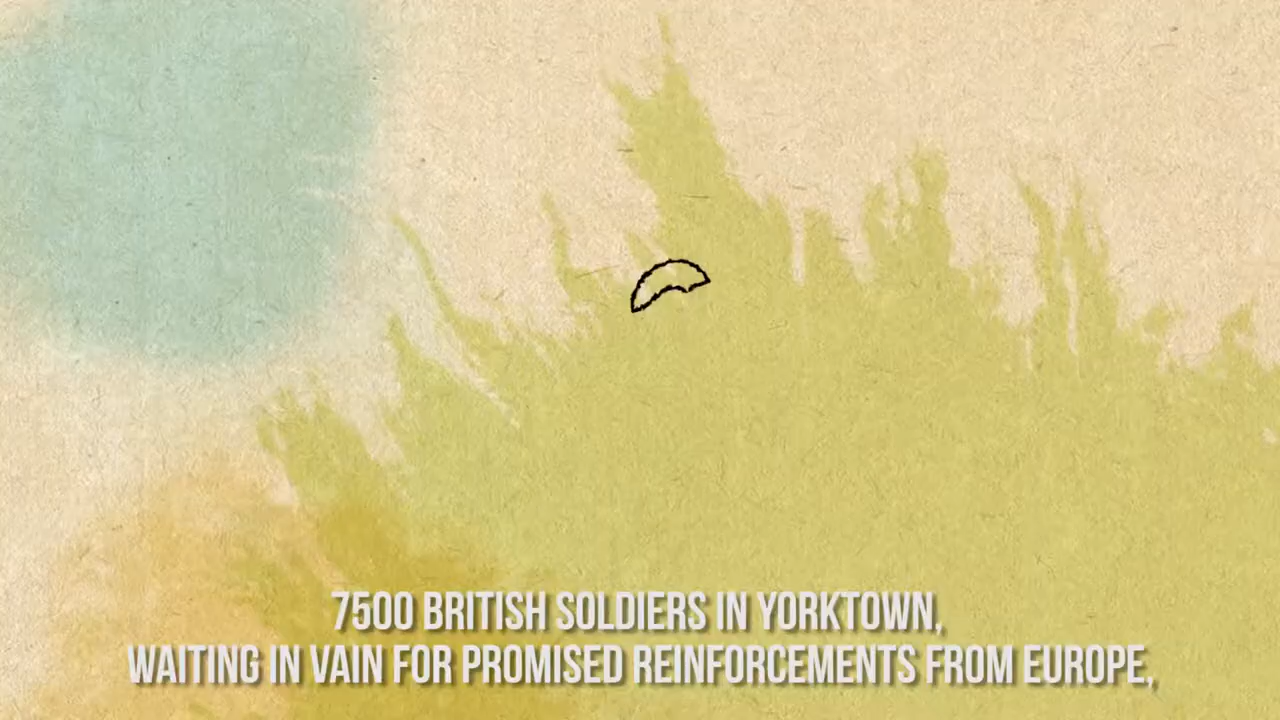 7500 BRITISH SOLDIERS IN YORKTOWN,
WAITING IN VAIN FOR PROMISED REINFORCEMENTS FROM EUROPE,